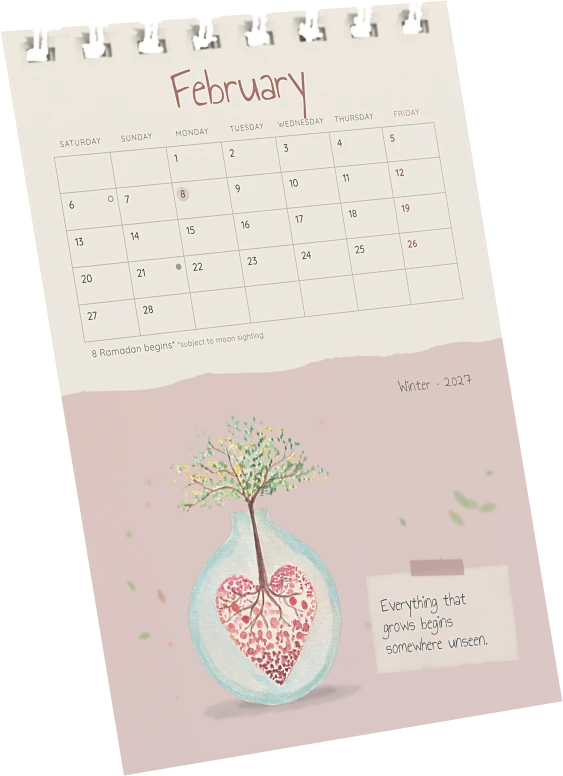 February
SATURDAY SUNDAY MONDAY TUESDAY WEDNESDAY THURSDAY FRIDAY
1 2 3 4 5
6 7 8 9 10 11 12
13 14 15 16 17 18 19
20 21 22 23 24 25 26
27 28
8 Ramadan begins* *subject to moon sighting
Winter · 2027
Everything that
grows begins
somewhere unseen.